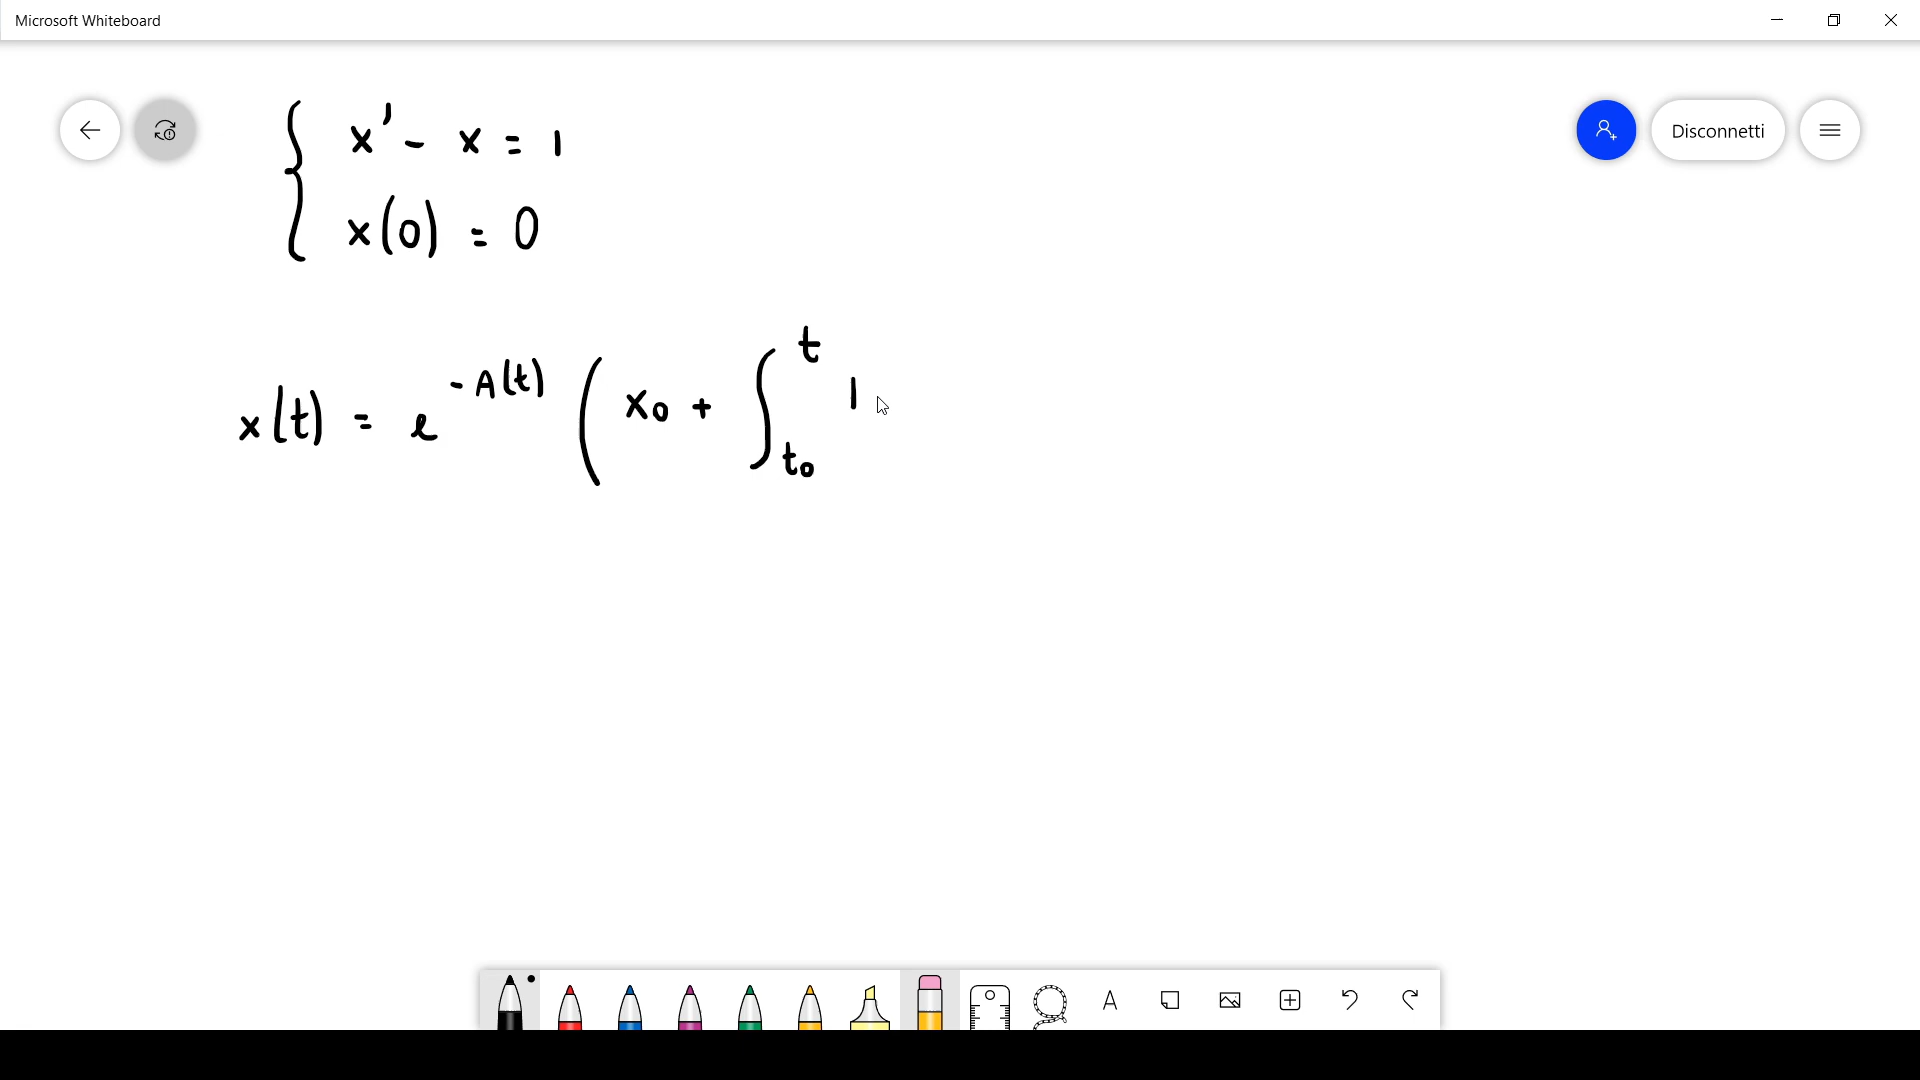 Microsoft Whiteboard
Disconnetti
{ x' - x = 1
x(0) = 0
x(t) = e^{-A(t)} ( x₀ + ∫_{t₀}^{t} 1